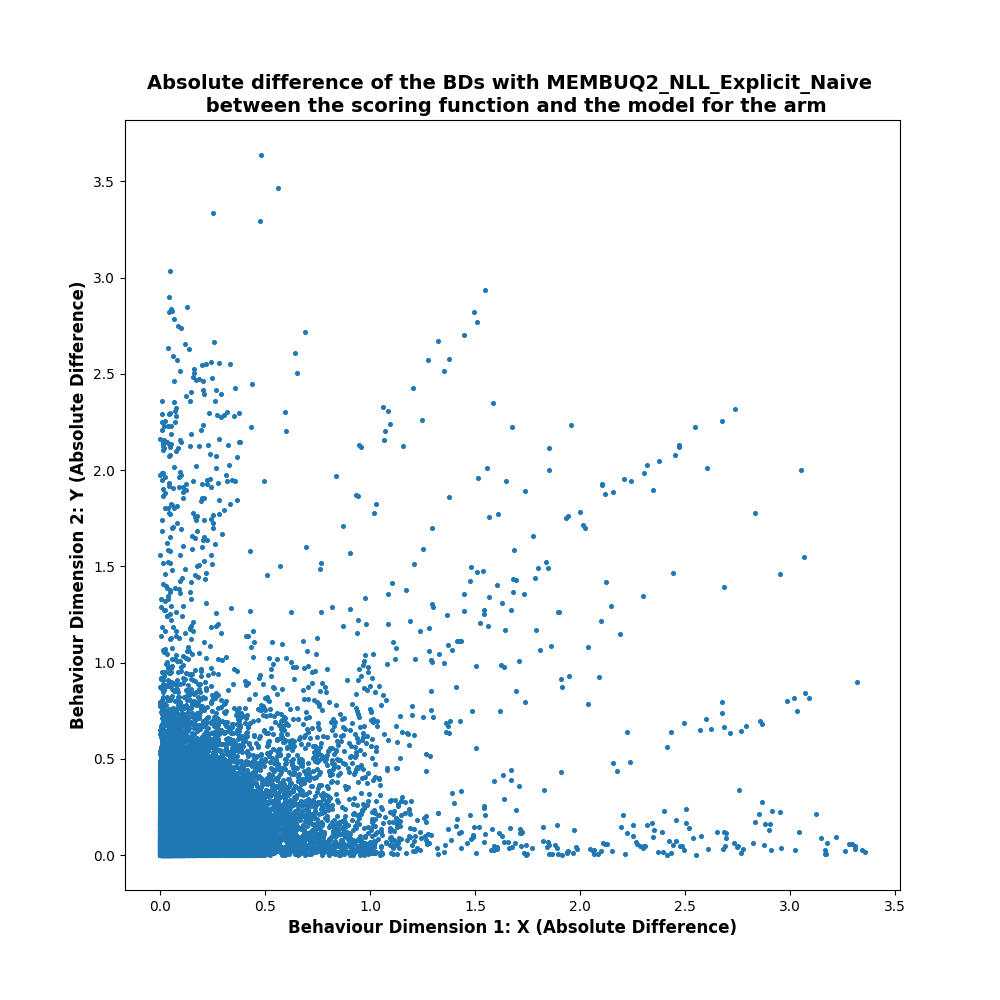 Absolute difference of the BDs with MEMBUQ2_NLL_Explicit_Naive
between the scoring function and the model for the arm
3.5
3.0
2.5
2.0
1.5
1.0
0.5
0.0
Behaviour Dimension 2: Y (Absolute Difference)
0.0 0.5 1.0 1.5 2.0 2.5 3.0 3.5
Behaviour Dimension 1: X (Absolute Difference)